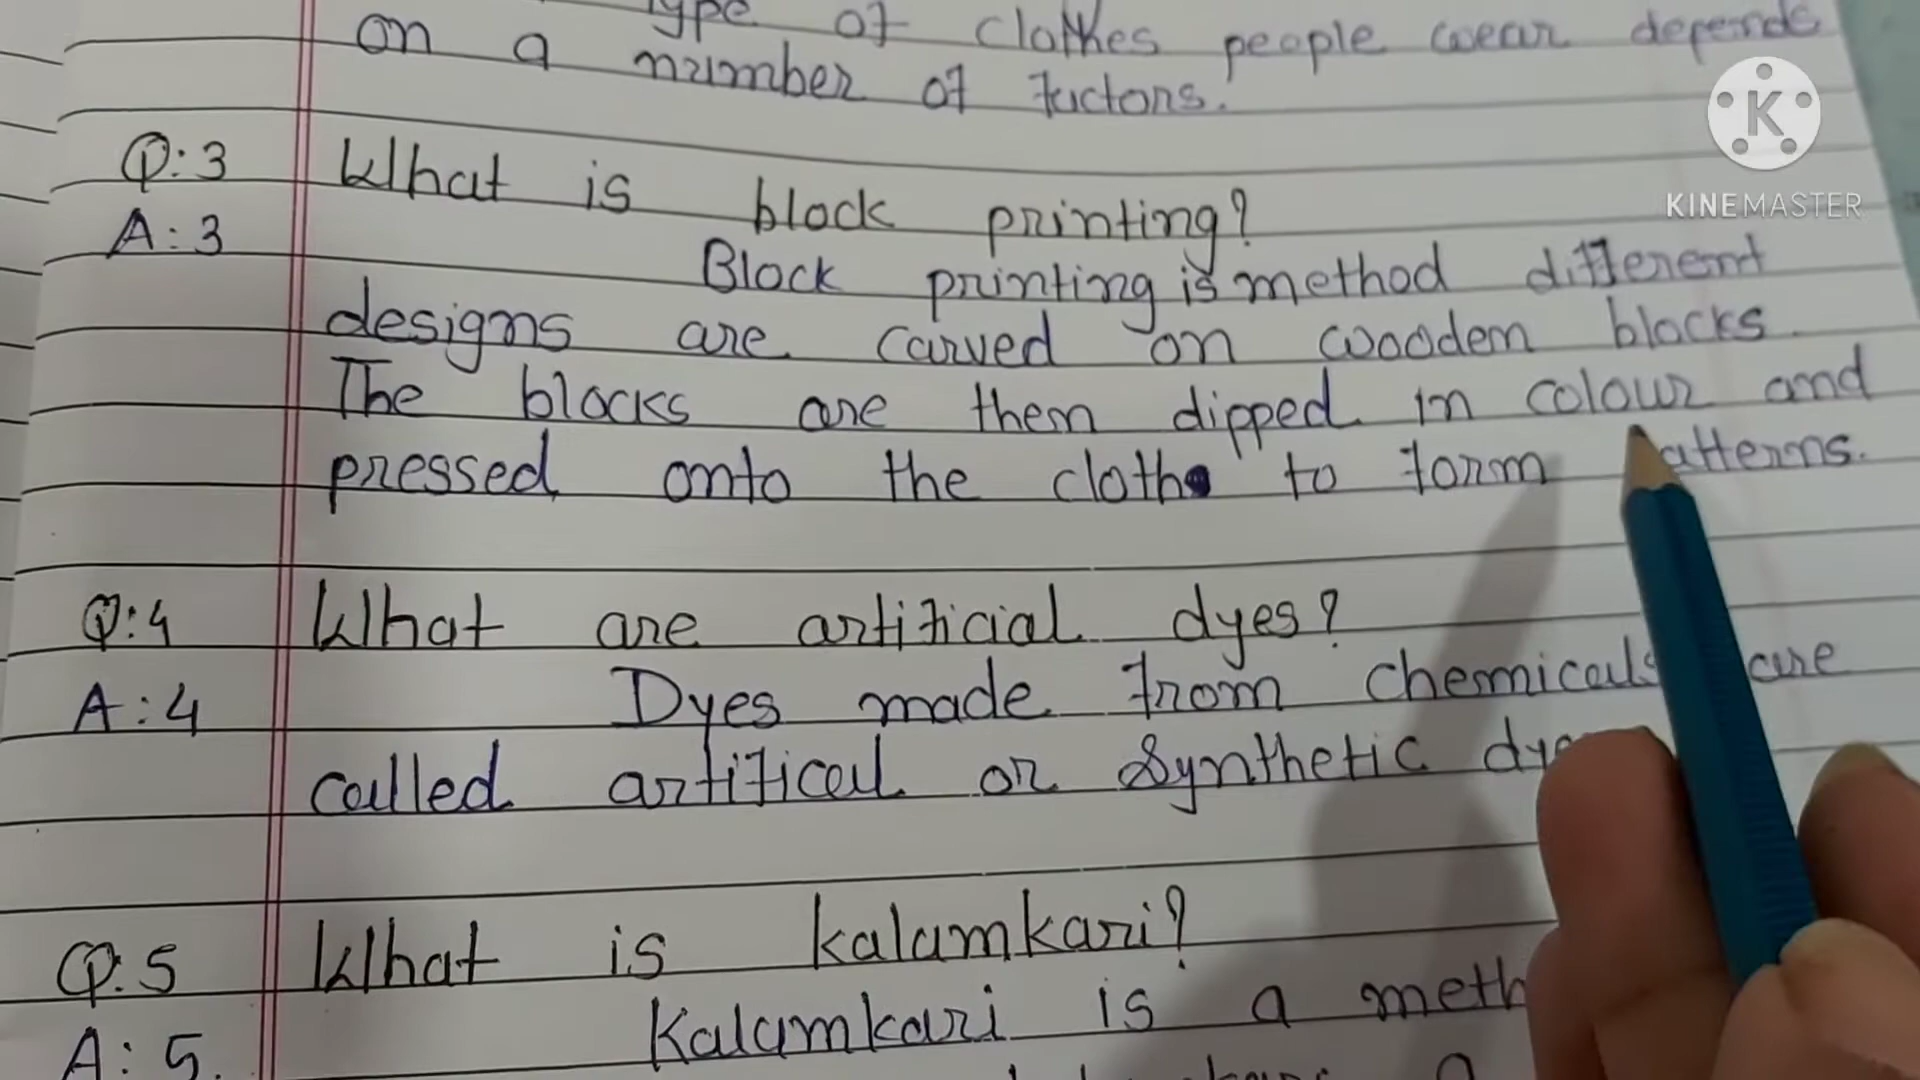 Type of clothes people wear depends
on a number of factors.
Q:3 What is block printing?
A:3 Block printing is method different
designs are carved on wooden blocks.
The blocks are them dipped in colour and
pressed onto the cloth to form atterns.
Q:4 What are artificial dyes?
A:4 Dyes made from chemicals are
called artifical or synthetic
Q.5 What is kalamkari?
A:5. Kalamkari is a
KINEMASTER